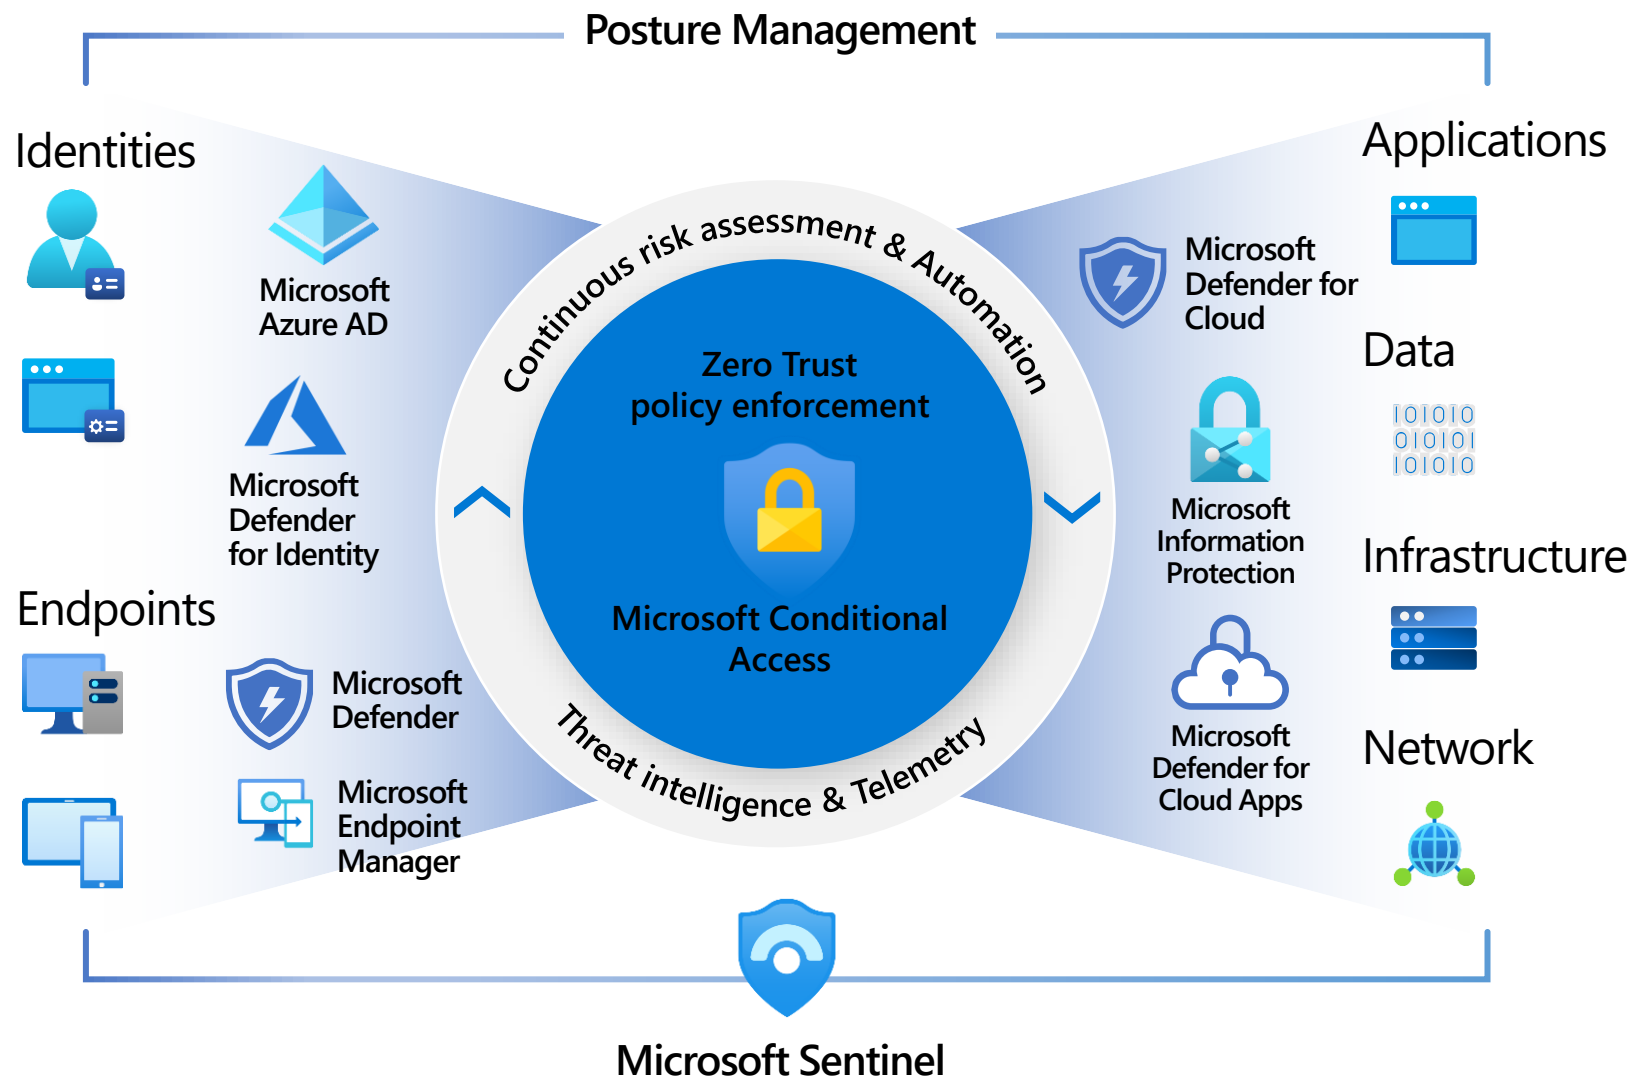 Posture Management
Identities
Microsoft
Azure AD
Microsoft
Defender
for Identity
Endpoints
Microsoft
Defender
Microsoft
Endpoint
Manager
Continuous risk assessment & Automation
Zero Trust
policy enforcement
Microsoft Conditional
Access
Threat intelligence & Telemetry
Microsoft
Defender for
Cloud
Microsoft
Information
Protection
Microsoft
Defender for
Cloud Apps
Applications
Data
101010
010101
101010
Infrastructure
Network
Microsoft Sentinel